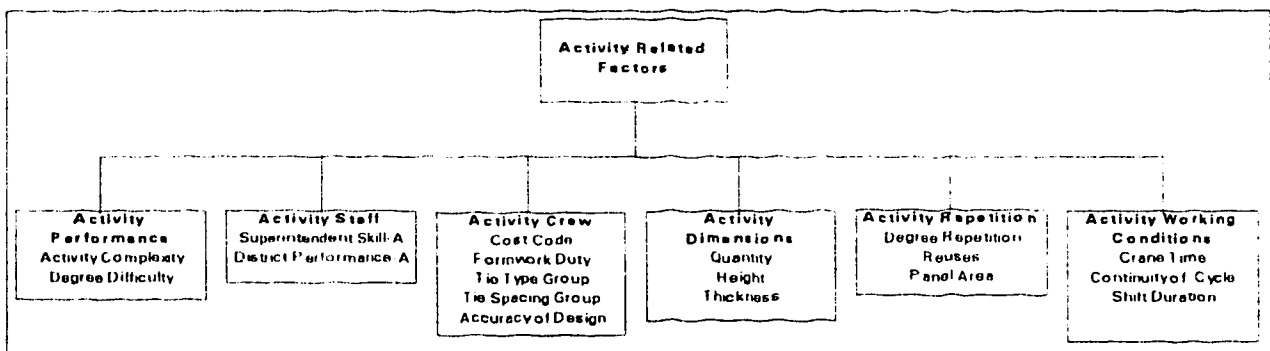 Activity Related
Factors
Activity
Performance
Activity Complexity
Degree Difficulty
Activity Staff
Superintendent Skill-A
District Performance-A
Activity Crew
Cost Code
Formwork Duty
Tie Type Group
Tie Spacing Group
Accuracy of Design
Activity
Dimensions
Quantity
Height
Thickness
Activity Repetition
Degree Repetition
Reuses
Panel Area
Activity Working
Conditions
Crane Time
Continuity of Cycle
Shift Duration